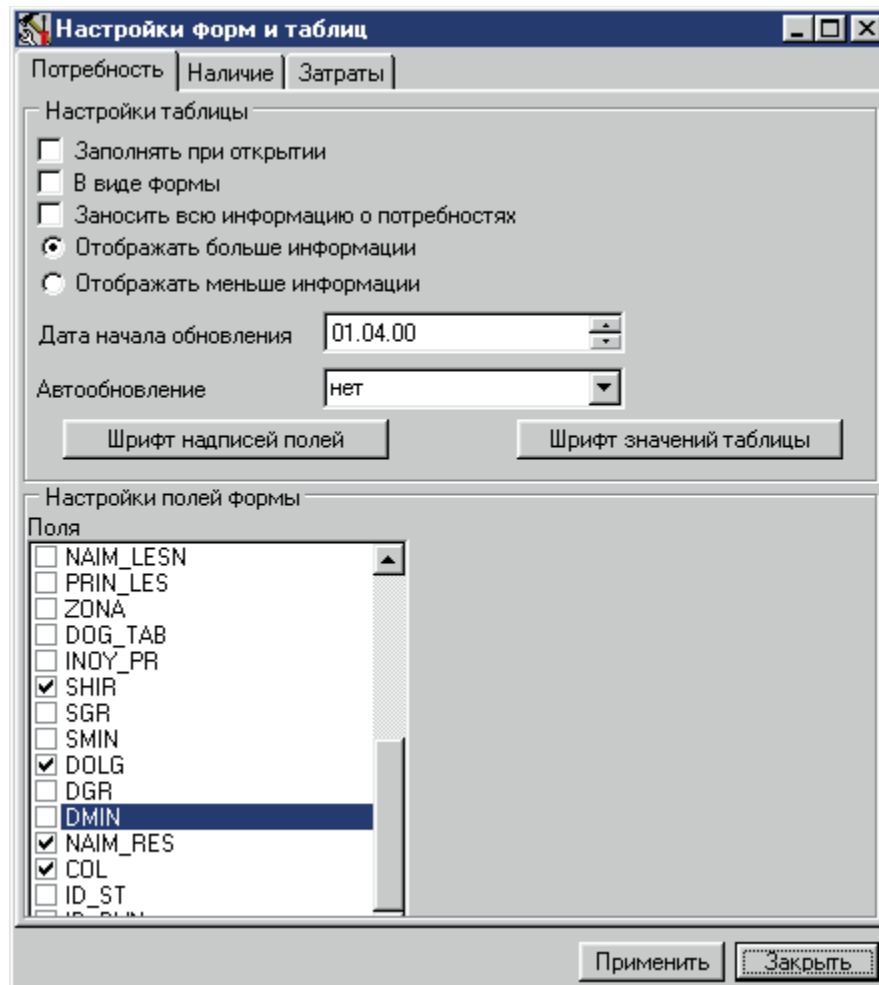 Настройки форм и таблиц
Потребность Наличие Затраты
Настройки таблицы
Заполнять при открытии
В виде формы
Заносить всю информацию о потребностях
Отображать больше информации
Отображать меньше информации
Дата начала обновления 01.04.00
Автообновление нет
Шрифт надписей полей Шрифт значений таблицы
Настройки полей формы
Поля
NAIM_LESN
PRIN_LES
ZONA
DOG_TAB
INOY_PR
SHIR
SGR
SMIN
DOLG
DGR
DMIN
NAIM_RES
COL
ID_ST
Применить Закрыть